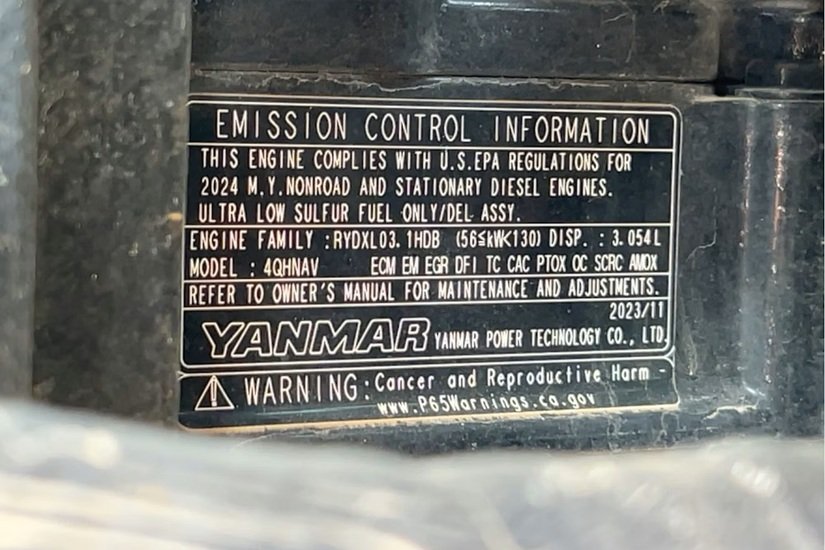 EMISSION CONTROL INFORMATION
THIS ENGINE COMPLIES WITH U.S.EPA REGULATIONS FOR
2024 M.Y.NONROAD AND STATIONARY DIESEL ENGINES.
ULTRA LOW SULFUR FUEL ONLY/DEL ASSY.
ENGINE FAMILY :RYDXL03.1HDB (56≤kW<130) DISP. : 3.054L
MODEL : 4QHNAV ECM EM EGR DFI TC CAC PTOX OC SCRC AMOX
REFER TO OWNER'S MANUAL FOR MAINTENANCE AND ADJUSTMENTS.
2023/11
YANMAR YANMAR POWER TECHNOLOGY CO., LTD.
WARNING:Cancer and Reproductive Harm -
www.P65Warnings.ca.gov